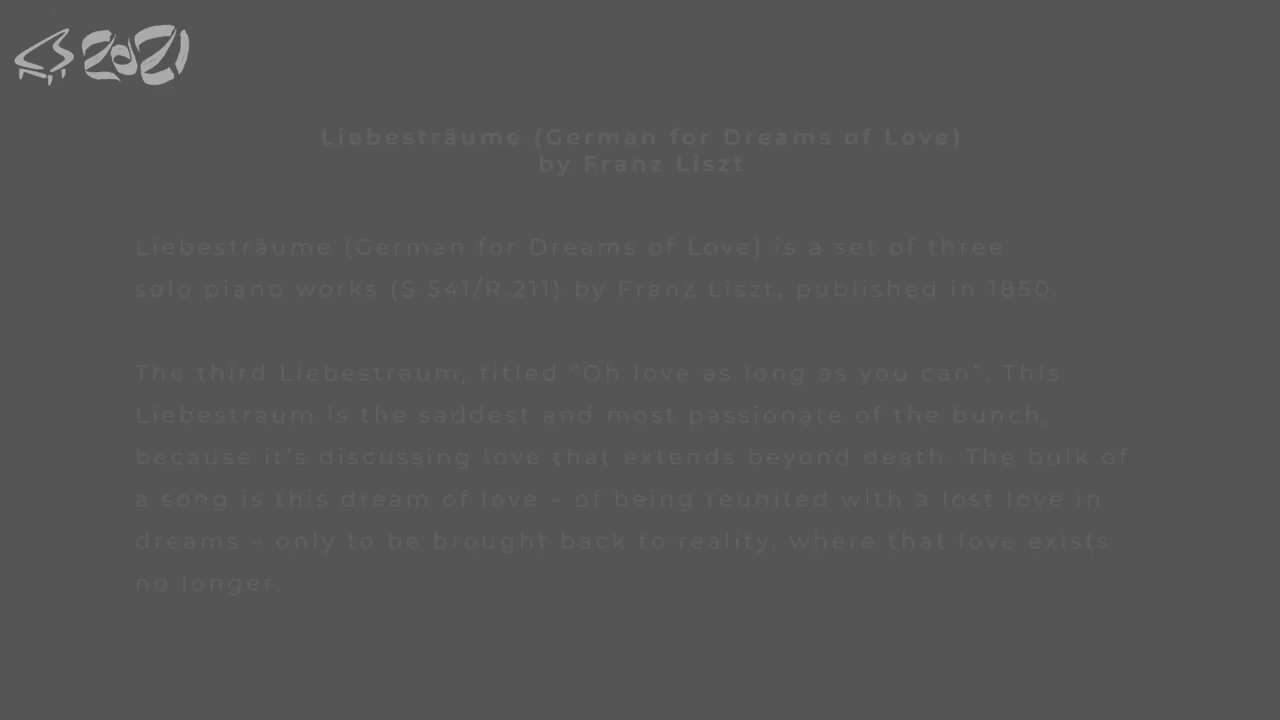 2021
Liebesträume (German for Dreams of Love)
by Franz Liszt
Liebesträume (German for Dreams of Love) is a set of three
solo piano works (S.541/R.211) by Franz Liszt, published in 1850.
The third Liebestraum, titled "Oh love as long as you can". This
Liebestraum is the saddest and most passionate of the bunch,
because it's discussing love that extends beyond death. The bulk of
a song is this dream of love – of being reunited with a lost love in
dreams – only to be brought back to reality, where that love exists
no longer.